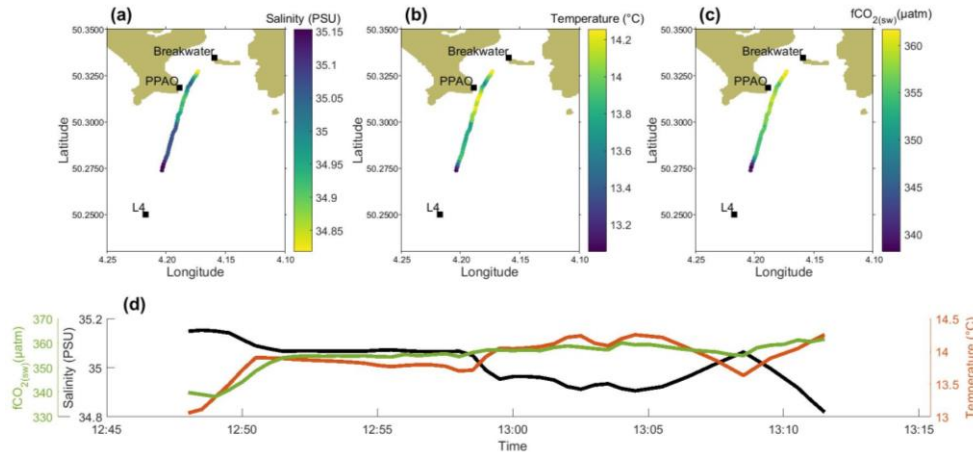 (a)
Salinity (PSU)
50.3500
50.3250
50.3000
50.2750
50.2500
Latitude
Breakwater
PPAO
L4
4.25
4.20
4.15
4.10
Longitude
35.15
35.1
35.05
35
34.95
34.9
34.85
(b)
Temperature (°C)
50.3500
50.3250
50.3000
50.2750
50.2500
Latitude
Breakwater
PPAO
L4
4.25
4.20
4.15
4.10
Longitude
14.2
14
13.8
13.6
13.4
13.2
(c)
fCO2(sw)(µatm)
50.3500
50.3250
50.3000
50.2750
50.2500
Latitude
Breakwater
PPAO
L4
4.25
4.20
4.15
4.10
Longitude
360
355
350
345
340
(d)
fCO2(sw)(µatm)
370
360
350
340
330
Salinity (PSU)
35.2
35
34.8
14.5
14
13.5
13
Temperature (°C)
12:45
12:50
12:55
13:00
13:05
13:10
13:15
Time